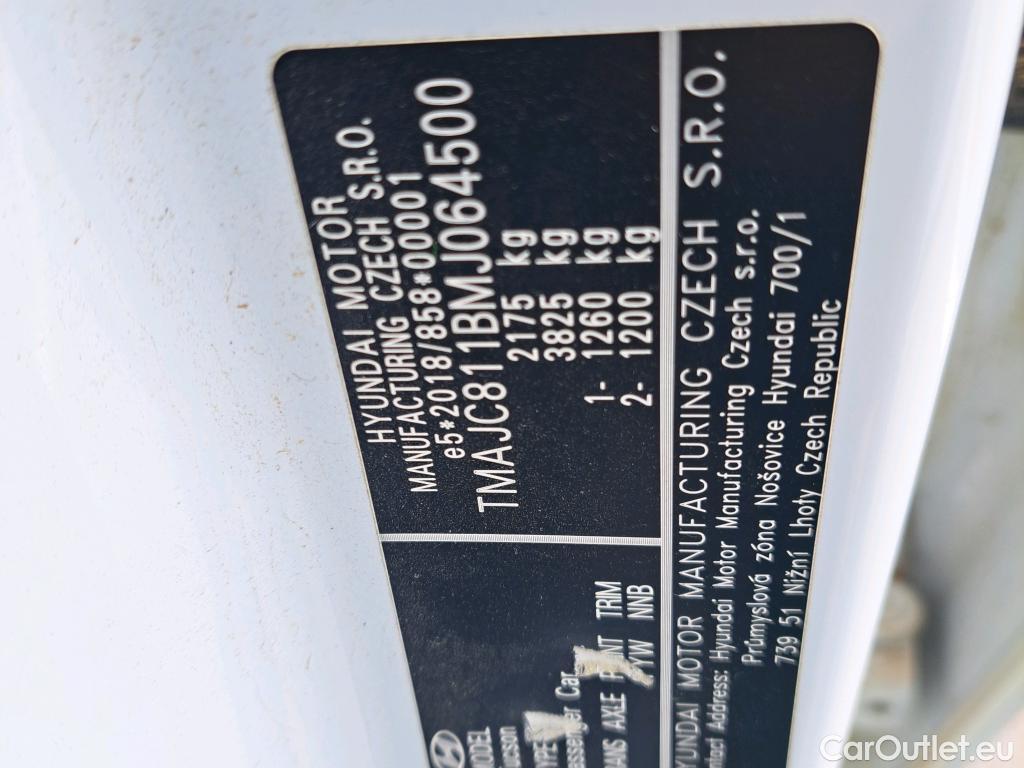 HYUNDAI MOTOR
MANUFACTURING CZECH S.R.O.
e5*2018/858*00001
TMAJC811BMJ064500
2175 kg
3825 kg
1- 1260 kg
2- 1200 kg
TRIM
YW NNB
AXLE
Car
HYUNDAI MOTOR MANUFACTURING CZECH S.R.O.
Address: Hyundai Motor Manufacturing Czech s.r.o.
Průmyslová zóna Nošovice Hyundai 700/1
739 51 Nižní Lhoty Czech Republic
CarOutlet.eu